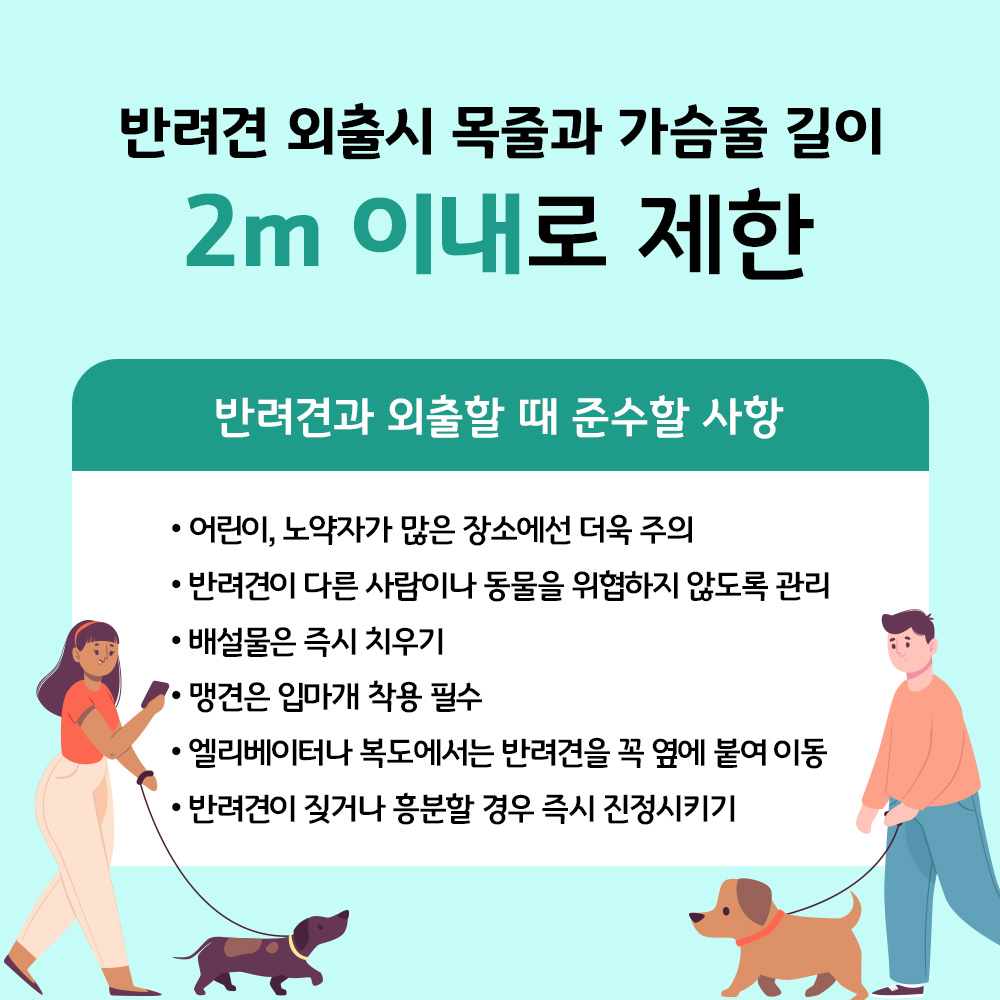 반려견 외출시 목줄과 가슴줄 길이
2m 이내로 제한
반려견과 외출할 때 준수할 사항
• 어린이, 노약자가 많은 장소에선 더욱 주의
• 반려견이 다른 사람이나 동물을 위협하지 않도록 관리
• 배설물은 즉시 치우기
• 맹견은 입마개 착용 필수
• 엘리베이터나 복도에서는 반려견을 꼭 옆에 붙여 이동
• 반려견이 짖거나 흥분할 경우 즉시 진정시키기